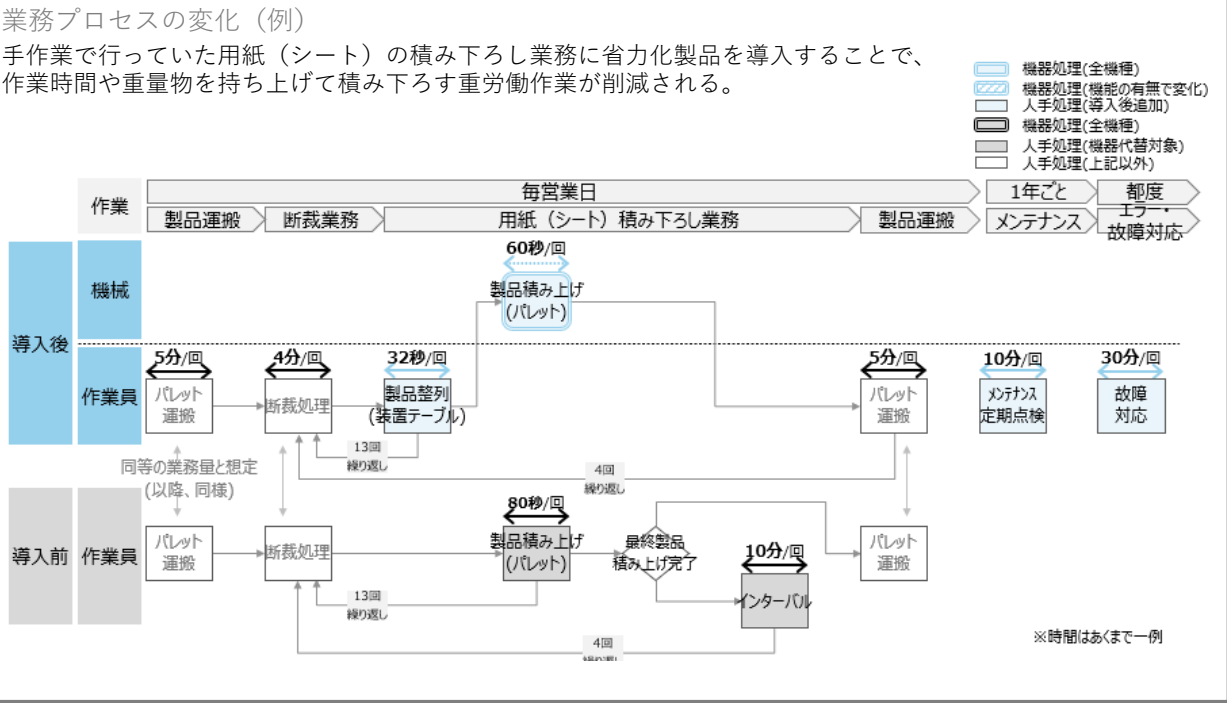 業務プロセスの変化（例）
手作業で行っていた用紙（シート）の積み下ろし業務に省力化製品を導入することで、
作業時間や重量物を持ち上げて積み下ろす重労働作業が削減される。
機器処理(全機種)
機器処理(機能の有無で変化)
人手処理(導入後追加)
機器処理(全機種)
人手処理(機器代替対象)
人手処理(上記以外)
作業
毎営業日
1年ごと
都度
製品運搬
断裁業務
用紙（シート）積み下ろし業務
製品運搬
メンテナンス
エラー・
故障対応
導入後
機械
60秒/回
製品積み上げ
(パレット)
作業員
5分/回
パレット
運搬
4分/回
断裁処理
32秒/回
製品整列
(装置テーブル)
5分/回
パレット
運搬
10分/回
メンテナンス
定期点検
30分/回
故障
対応
13回
繰り返し
4回
繰り返し
同等の業務量と想定
(以降、同様)
導入前
作業員
パレット
運搬
断裁処理
80秒/回
製品積み上げ
(パレット)
最終製品
積み上げ完了
10分/回
インターバル
パレット
運搬
13回
繰り返し
4回
繰り返し
※時間はあくまで一例